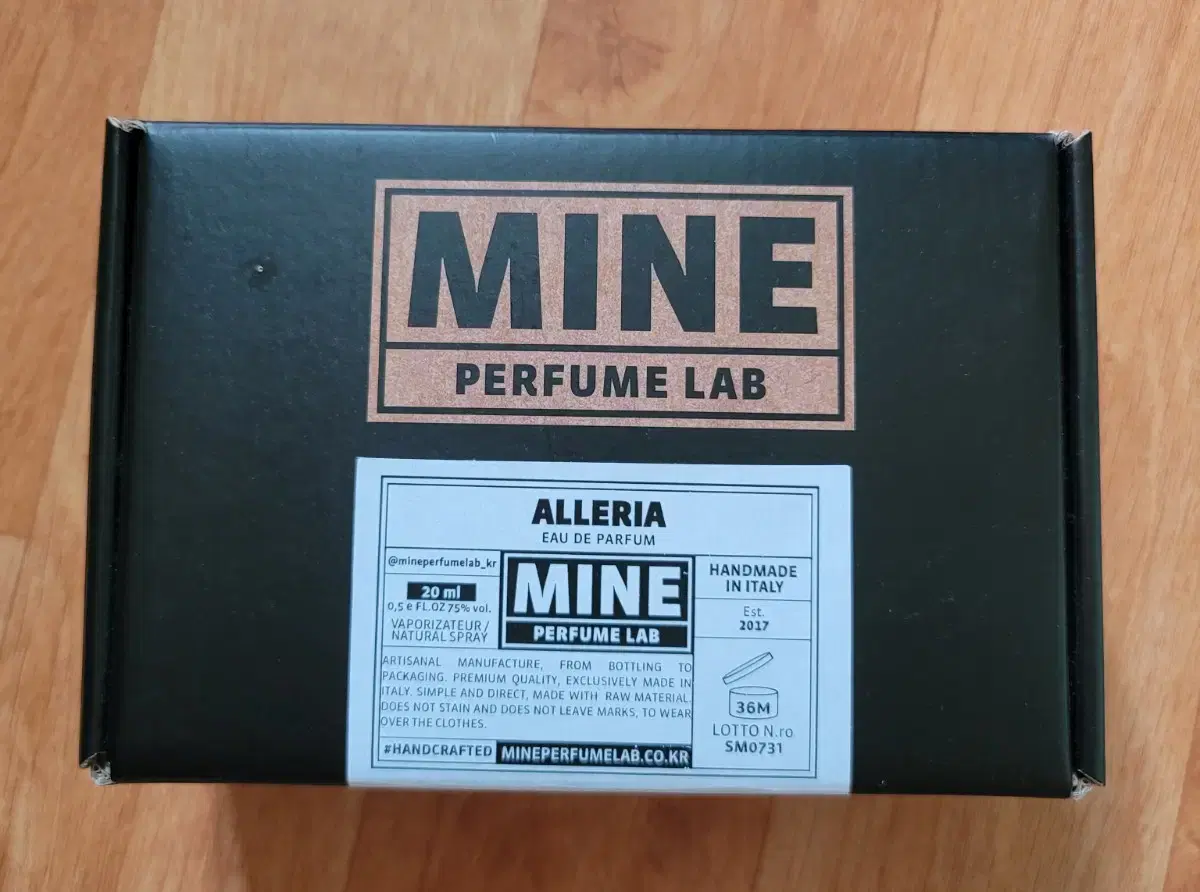 MINE
PERFUME LAB
ALLERIA
EAU DE PARFUM
@mineperfumelab_kr
20 ml
0,5 e FL.OZ 75% vol.
VAPORIZATEUR /
NATURAL SPRAY
MINE
PERFUME LAB
HANDMADE
IN ITALY
Est.
2017
ARTISANAL MANUFACTURE, FROM BOTTLING TO
PACKAGING. PREMIUM QUALITY, EXCLUSIVELY MADE IN
ITALY. SIMPLE AND DIRECT, MADE WITH RAW MATERIAL.
DOES NOT STAIN AND DOES NOT LEAVE MARKS, TO WEAR
OVER THE CLOTHES.
36M
LOTTO N.ro
SM0731
#HANDCRAFTED
MINEPERFUMELAB.CO.KR